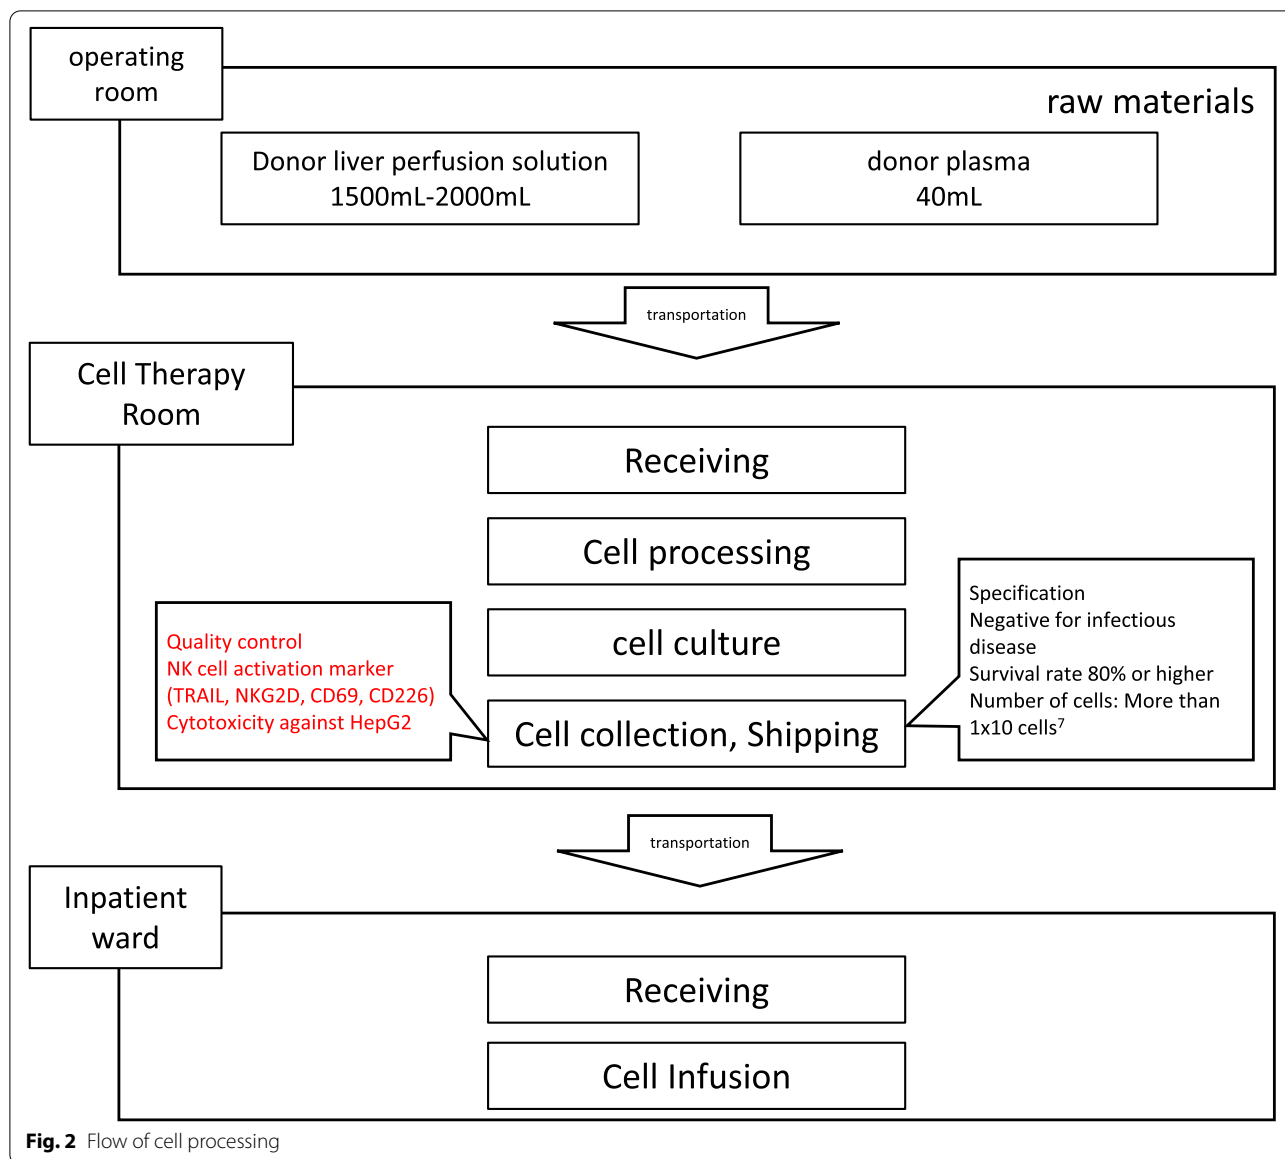 operating
room
raw materials
Donor liver perfusion solution
1500mL-2000mL
donor plasma
40mL
transportation
Cell Therapy
Room
Receiving
Cell processing
cell culture
Cell collection, Shipping
Quality control
NK cell activation marker
(TRAIL, NKG2D, CD69, CD226)
Cytotoxicity against HepG2
Specification
Negative for infectious
disease
Survival rate 80% or higher
Number of cells: More than
1x10 cells⁷
transportation
Inpatient
ward
Receiving
Cell Infusion
Fig. 2 Flow of cell processing